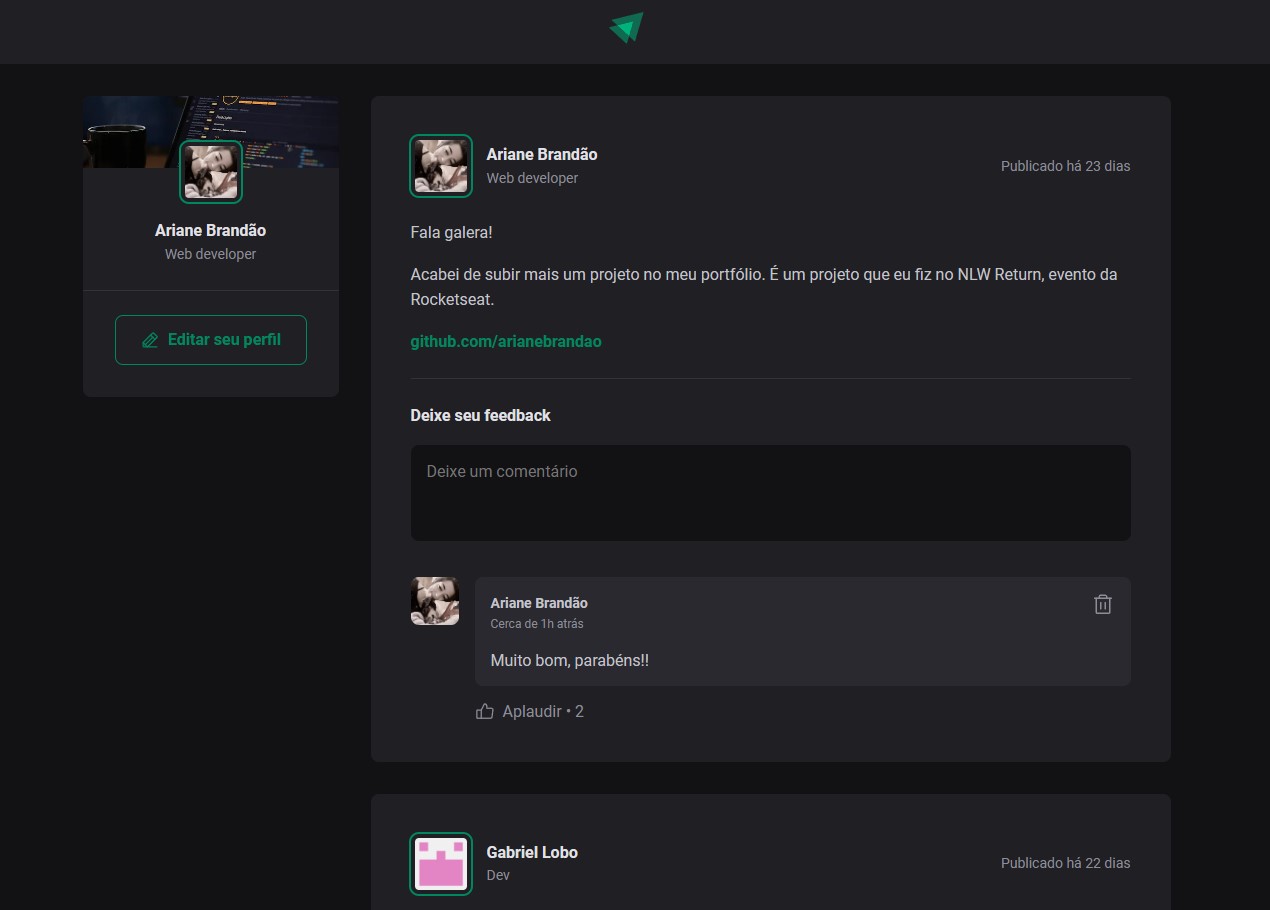 Ariane Brandão
Web developer
Editar seu perfil
Ariane Brandão
Web developer
Publicado há 23 dias
Fala galera!
Acabei de subir mais um projeto no meu portfólio. É um projeto que eu fiz no NLW Return, evento da
Rocketseat.
github.com/arianebrandao
Deixe seu feedback
Deixe um comentário
Ariane Brandão
Cerca de 1h atrás
Muito bom, parabéns!!
Aplaudir • 2
Gabriel Lobo
Dev
Publicado há 22 dias